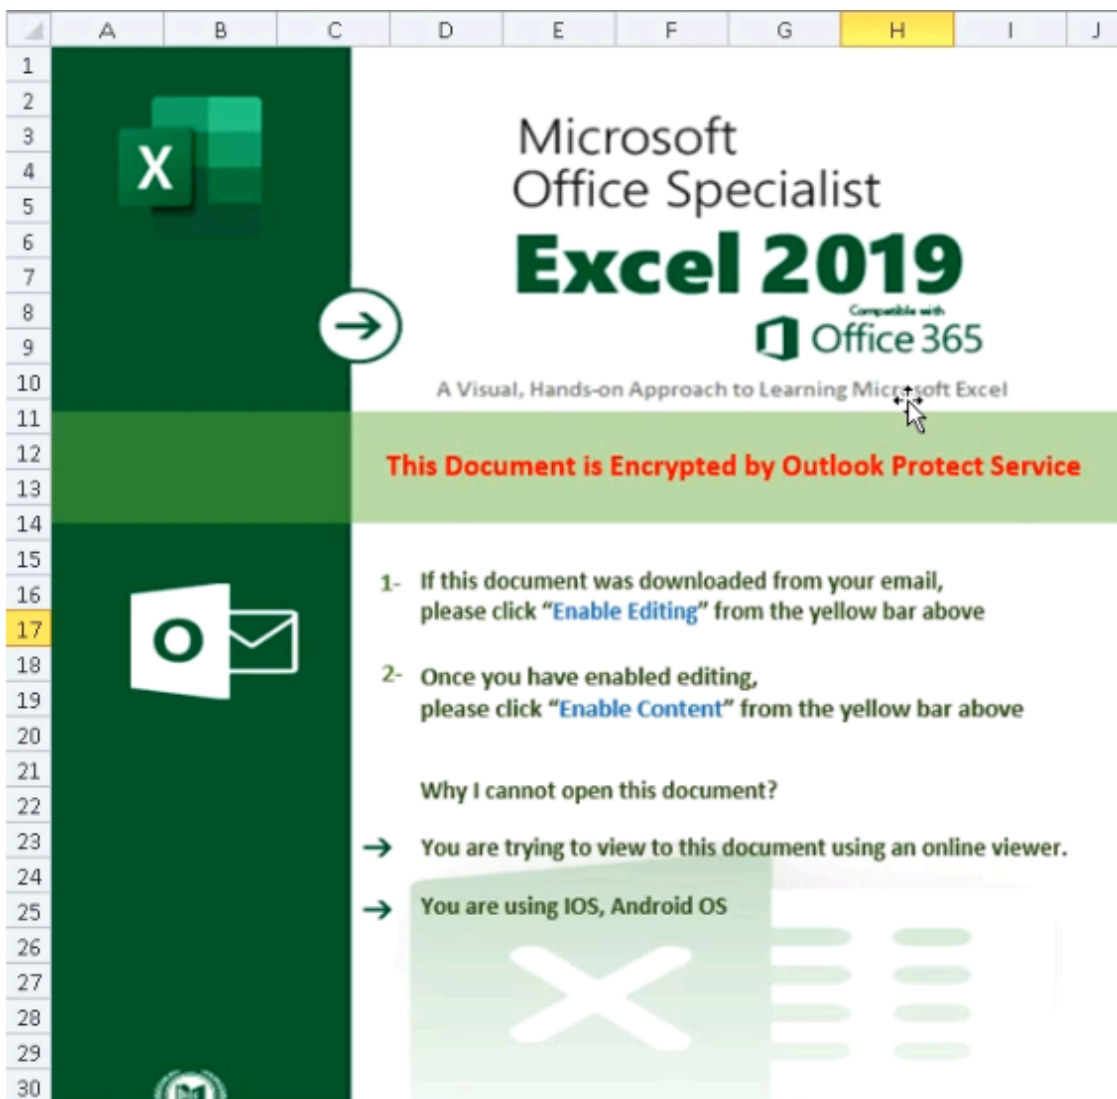 A B C D E F G H I J
1
2
3
4
5
6
7
8
9
10
11
12
13
14
15
16
17
18
19
20
21
22
23
24
25
26
27
28
29
30
X
Microsoft
Office Specialist
Excel 2019
Compatible with
Office 365
A Visual, Hands-on Approach to Learning Microsoft Excel
This Document is Encrypted by Outlook Protect Service
O
1- If this document was downloaded from your email,
please click “Enable Editing” from the yellow bar above
2- Once you have enabled editing,
please click “Enable Content” from the yellow bar above
Why I cannot open this document?
You are trying to view to this document using an online viewer.
You are using IOS, Android OS